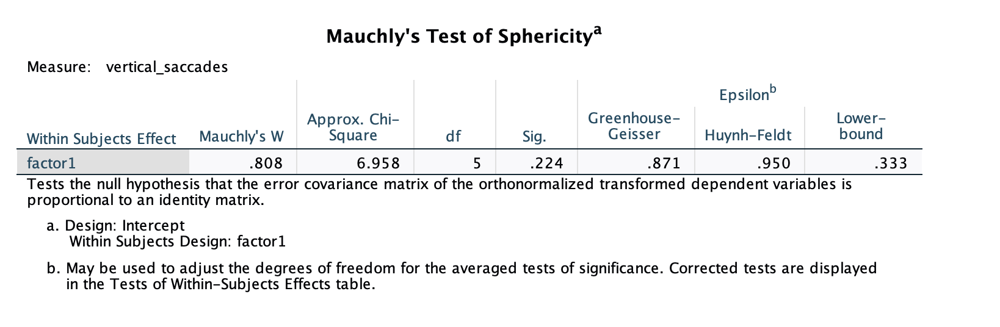 Mauchly's Test of Sphericity a
Measure: vertical_saccades
Epsilon b
Within Subjects Effect Mauchly's W Approx. Chi- Square df Sig. Greenhouse- Geisser Huynh-Feldt Lower- bound
factor1 .808 6.958 5 .224 .871 .950 .333
Tests the null hypothesis that the error covariance matrix of the orthonormalized transformed dependent variables is
proportional to an identity matrix.
a. Design: Intercept
Within Subjects Design: factor1
b. May be used to adjust the degrees of freedom for the averaged tests of significance. Corrected tests are displayed
in the Tests of Within-Subjects Effects table.